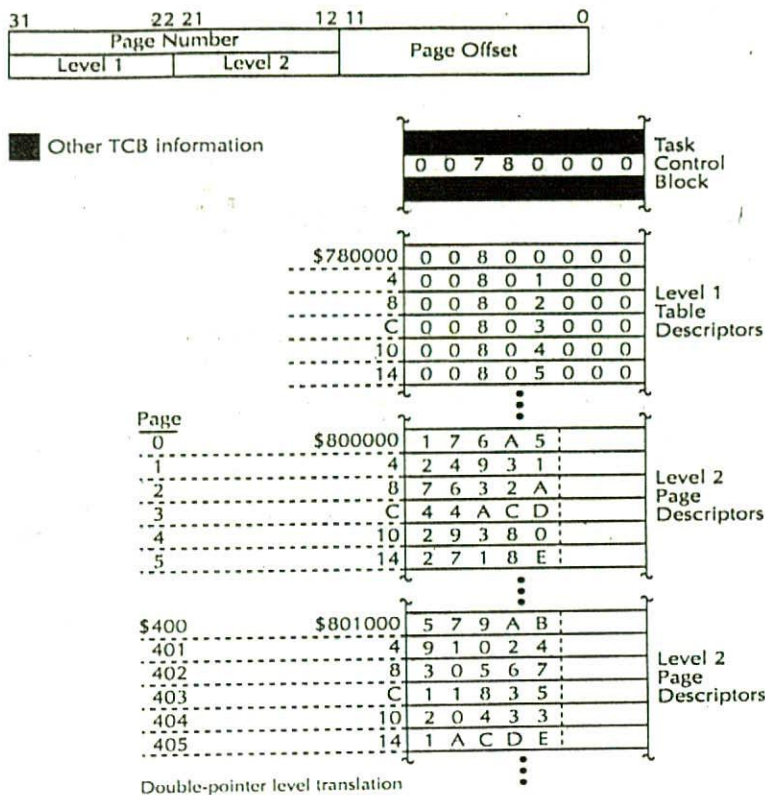 31 22 21 12 11 0
Page Number
Page Offset
Level 1 Level 2
Other TCB information
0 0 7 8 0 0 0 0
Task
Control
Block
$780000 0 0 8 0 0 0 0 0
4 0 0 8 0 1 0 0 0
8 0 0 8 0 2 0 0 0
C 0 0 8 0 3 0 0 0
10 0 0 8 0 4 0 0 0
14 0 0 8 0 5 0 0 0
Level 1
Table
Descriptors
Page
0 $800000 1 7 6 A 5
1 4 2 4 9 3 1
2 8 7 6 3 2 A
3 C 4 4 A C D
4 10 2 9 3 8 0
5 14 2 7 1 8 E
Level 2
Page
Descriptors
$400 $801000 5 7 9 A B
401 4 9 1 0 2 4
402 8 3 0 5 6 7
403 C 1 1 8 3 5
404 10 2 0 4 3 3
405 14 1 A C D E
Level 2
Page
Descriptors
Double-pointer level translation